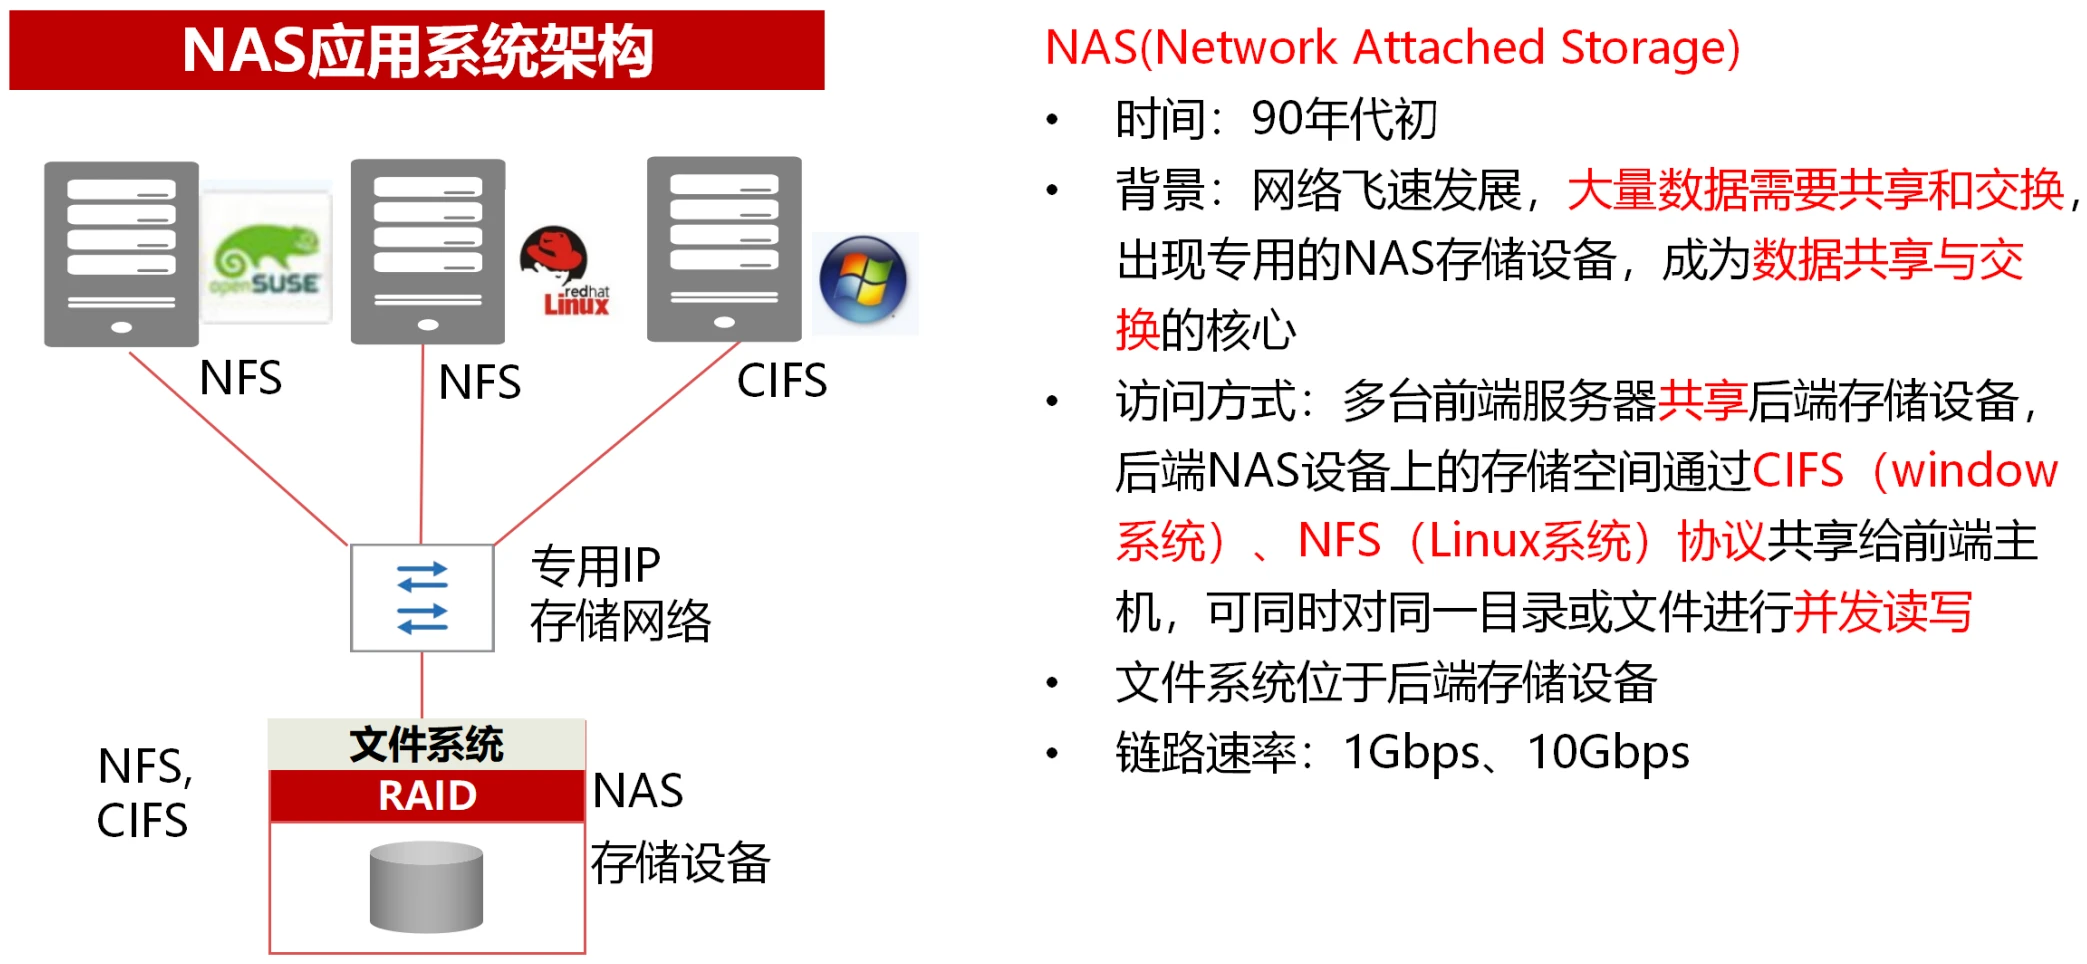 NAS应用系统架构
openSUSE
redhat
Linux
NFS
NFS
CIFS
专用IP
存储网络
文件系统
RAID
NFS,
CIFS
NAS
存储设备
NAS(Network Attached Storage)
• 时间：90年代初
• 背景：网络飞速发展，大量数据需要共享和交换，
出现专用的NAS存储设备，成为数据共享与交
换的核心
• 访问方式：多台前端服务器共享后端存储设备，
后端NAS设备上的存储空间通过CIFS（window
系统）、NFS（Linux系统）协议共享给前端主
机，可同时对同一目录或文件进行并发读写
• 文件系统位于后端存储设备
• 链路速率：1Gbps、10Gbps